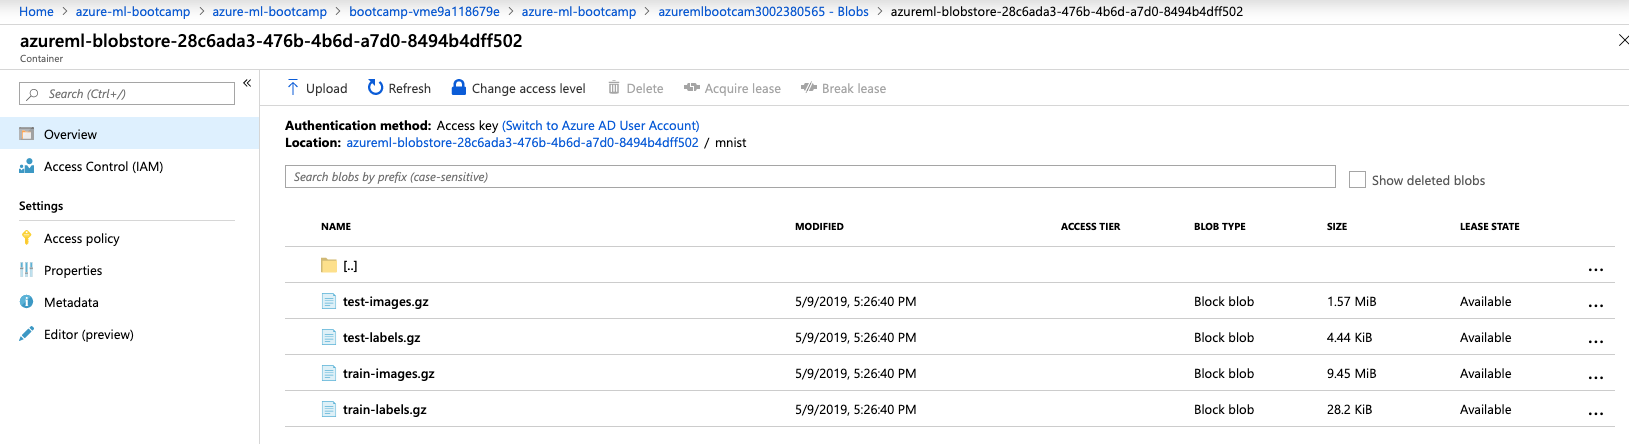 Home > azure-ml-bootcamp > azure-ml-bootcamp > bootcamp-vme9a118679e > azure-ml-bootcamp > azuremlbootcam3002380565 - Blobs > azureml-blobstore-28c6ada3-476b-4b6d-a7d0-8494b4dff502
azureml-blobstore-28c6ada3-476b-4b6d-a7d0-8494b4dff502
Container
Search (Ctrl+/)
Overview
Access Control (IAM)
Settings
Access policy
Properties
Metadata
Editor (preview)
Upload Refresh Change access level Delete Acquire lease Break lease
Authentication method: Access key (Switch to Azure AD User Account)
Location: azureml-blobstore-28c6ada3-476b-4b6d-a7d0-8494b4dff502 / mnist
Search blobs by prefix (case-sensitive) Show deleted blobs
NAME MODIFIED ACCESS TIER BLOB TYPE SIZE LEASE STATE
[..] ...
test-images.gz 5/9/2019, 5:26:40 PM Block blob 1.57 MiB Available ...
test-labels.gz 5/9/2019, 5:26:40 PM Block blob 4.44 KiB Available ...
train-images.gz 5/9/2019, 5:26:40 PM Block blob 9.45 MiB Available ...
train-labels.gz 5/9/2019, 5:26:40 PM Block blob 28.2 KiB Available ...